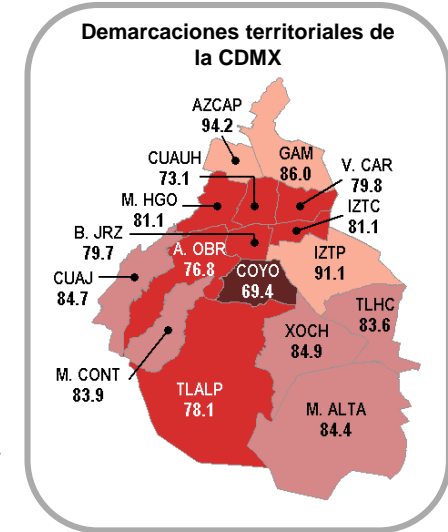 Demarcaciones territoriales de
la CDMX
AZCAP
94.2
CUAUH
73.1
GAM
86.0
V. CAR
79.8
M. HGO
81.1
IZTC
81.1
B. JRZ
79.7
A. OBR
76.8
COYO
69.4
IZTP
91.1
CUAJ
84.7
TLHC
83.6
XOCH
84.9
M. CONT
83.9
TLALP
78.1
M. ALTA
84.4